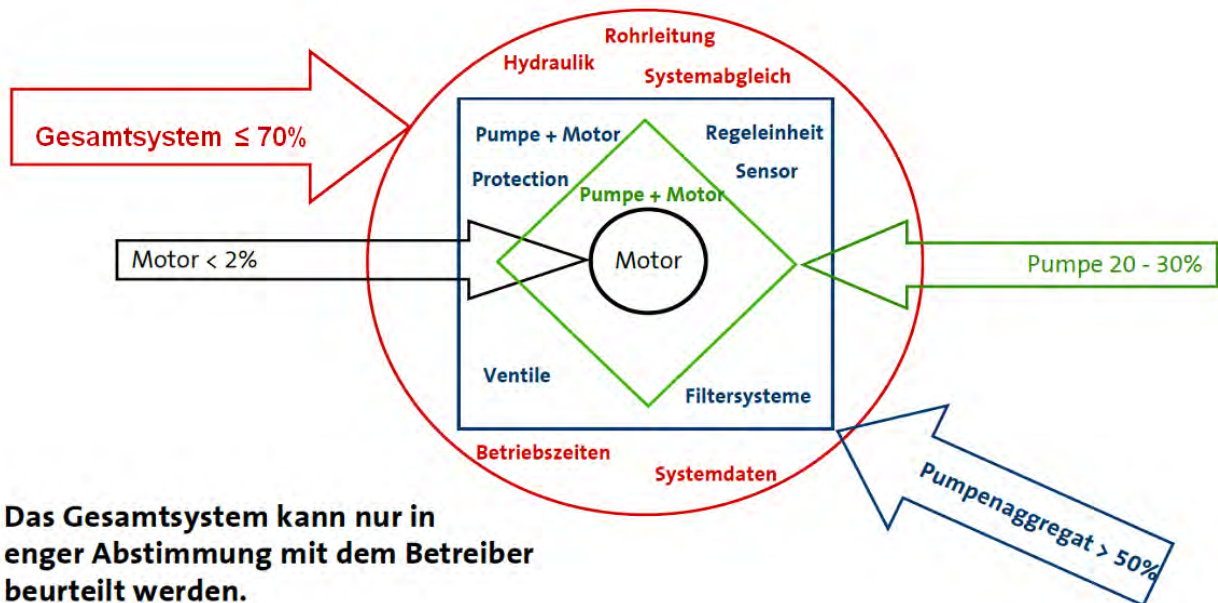 Rohrleitung
Hydraulik
Systemabgleich
Gesamtsystem ≤ 70%
Pumpe + Motor
Regeleinheit
Protection
Sensor
Pumpe + Motor
Motor < 2%
Motor
Pumpe 20 - 30%
Ventile
Filtersysteme
Betriebszeiten
Systemdaten
Pumpenaggregat > 50%
Das Gesamtsystem kann nur in
enger Abstimmung mit dem Betreiber
beurteilt werden.